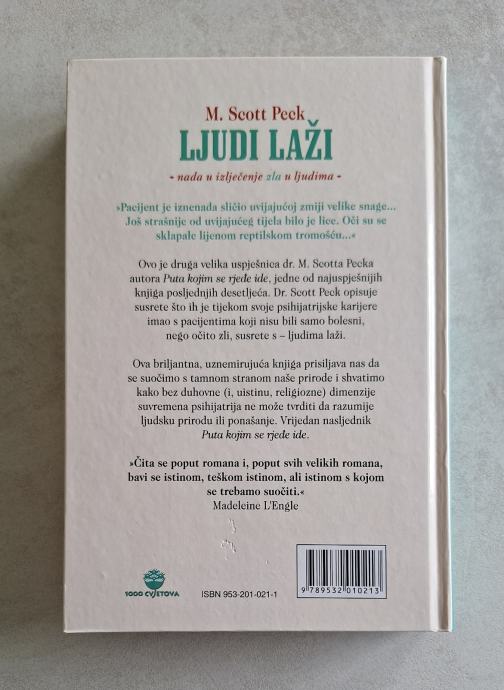 M. Scott Peck
LJUDI LAŽI
- nada u izlječenje zla u ljudima -
»Pacijent je iznenada sličio uvijajućoj zmiji velike snage...
Još strašnije od uvijajućeg tijela bilo je lice. Oči su se
sklapale lijenom reptilskom tromošću...«
Ovo je druga velika uspješnica dr. M. Scotta Pecka
autora Puta kojim se rjeđe ide, jedne od najuspješnijih
knjiga posljednjih desetljeća. Dr. Scott Peck opisuje
susrete što ih je tijekom svoje psihijatrijske karijere
imao s pacijentima koji nisu bili samo bolesni,
nego očito zli, susrete s – ljudima laži.
Ova briljantna, uznemirujuća knjiga prisiljava nas da
se suočimo s tamnom stranom naše prirode i shvatimo
kako bez duhovne (i, uistinu, religiozne) dimenzije
suvremena psihijatrija ne može tvrditi da razumije
ljudsku prirodu ili ponašanje. Vrijedan nasljednik
Puta kojim se rjeđe ide.
»Čita se poput romana i, poput svih velikih romana,
bavi se istinom, teškom istinom, ali istinom s kojom
se trebamo suočiti.«
Madeleine L'Engle
1000 CVJETOVA
ISBN 953-201-021-1
9 789532 010213